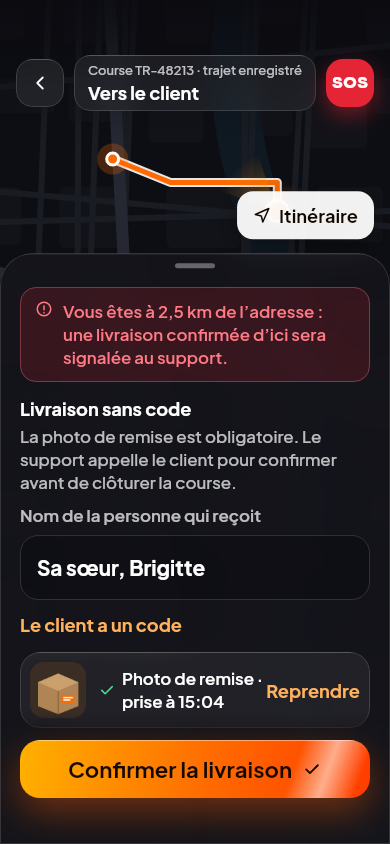 Course TR-48213 · trajet enregistré
Vers le client
SOS
Itinéraire
Vous êtes à 2,5 km de l’adresse :
une livraison confirmée d’ici sera
signalée au support.
Livraison sans code
La photo de remise est obligatoire. Le
support appelle le client pour confirmer
avant de clôturer la course.
Nom de la personne qui reçoit
Sa sœur, Brigitte
Le client a un code
Photo de remise ·
prise à 15:04
Reprendre
Confirmer la livraison